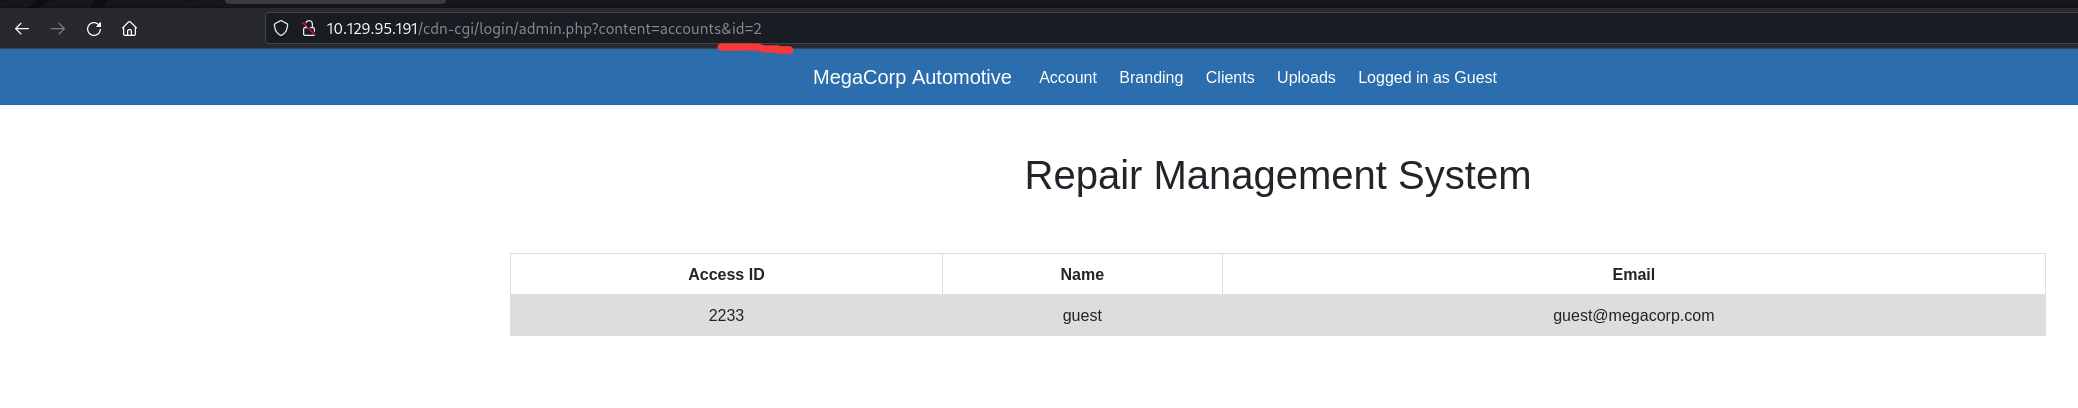 10.129.95.191/cdn-cgi/login/admin.php?content=accounts&id=2
MegaCorp Automotive Account Branding Clients Uploads Logged in as Guest
Repair Management System
Access ID Name Email
2233 guest guest@megacorp.com